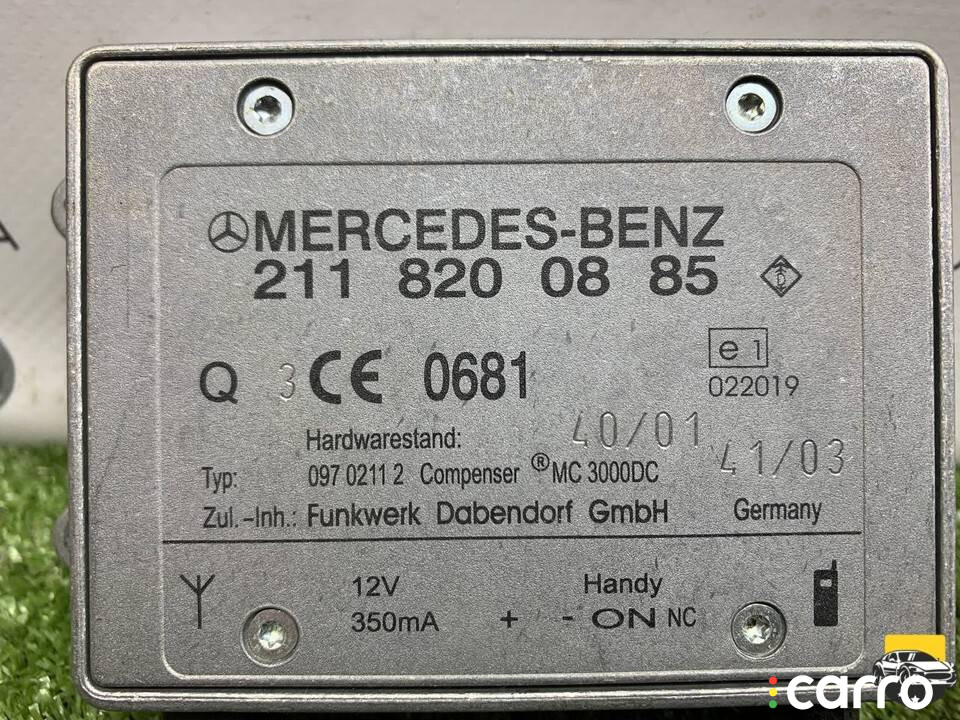 MERCEDES-BENZ
211 820 08 85
D
Q 3 CE 0681
e 1
022019
Hardwarestand: 40/01
41/03
Typ: 097 0211 2 Compenser ® MC 3000DC
Zul.-Inh.: Funkwerk Dabendorf GmbH Germany
12V Handy
350mA + - ON NC
carro